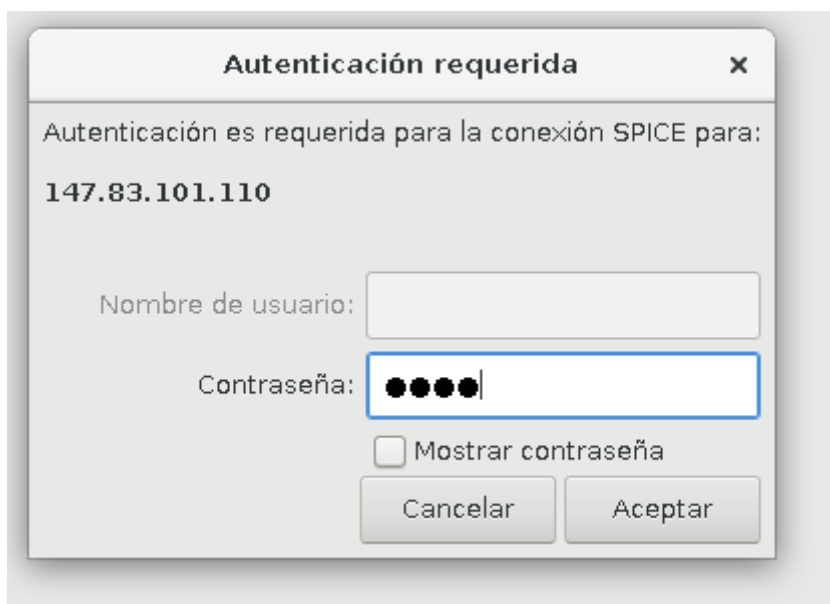 Autenticación requerida
Autenticación es requerida para la conexión SPICE para:
147.83.101.110
Nombre de usuario:
Contraseña: ●●●●
Mostrar contraseña
Cancelar Aceptar